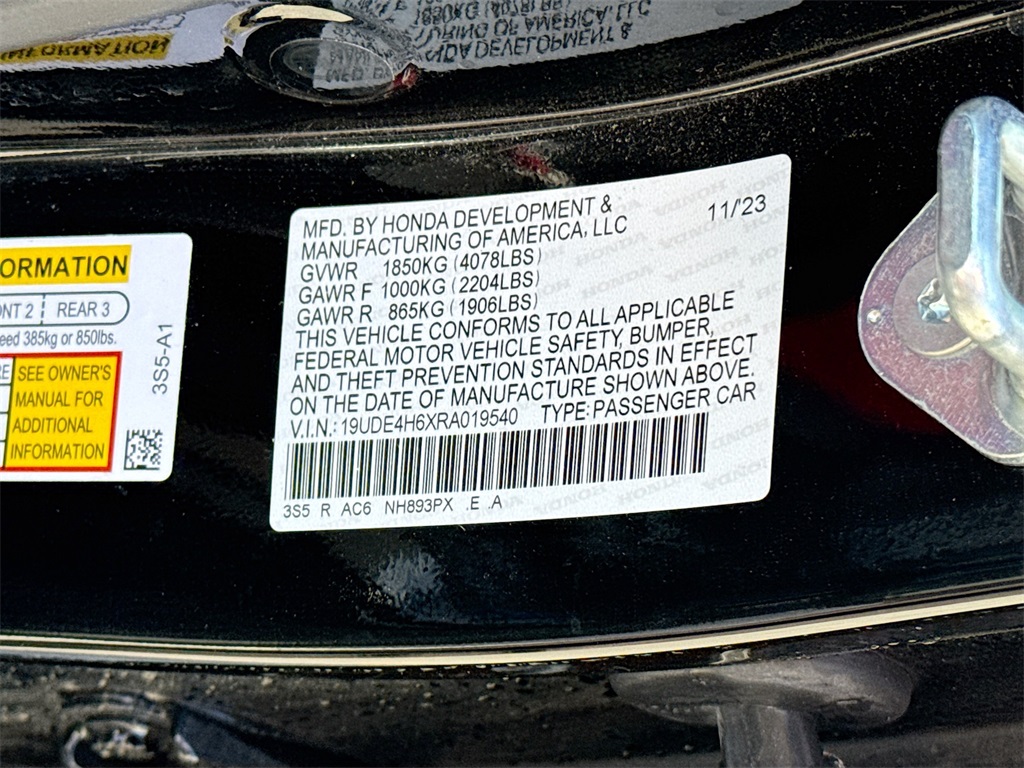 ORMATION
NT 2 REAR 3
eed 385kg or 850lbs.
RE
SEE OWNER'S
MANUAL FOR
ADDITIONAL
INFORMATION
3S5-A1
MFD. BY HONDA DEVELOPMENT &
MANUFACTURING OF AMERICA, LLC
11/'23
GVWR 1850KG (4078LBS)
GAWR F 1000KG (2204LBS)
GAWR R 865KG (1906LBS)
THIS VEHICLE CONFORMS TO ALL APPLICABLE
FEDERAL MOTOR VEHICLE SAFETY, BUMPER,
AND THEFT PREVENTION STANDARDS IN EFFECT
ON THE DATE OF MANUFACTURE SHOWN ABOVE.
V.I.N.: 19UDE4H6XRA019540 TYPE: PASSENGER CAR
3S5 R AC6 NH893PX .E .A